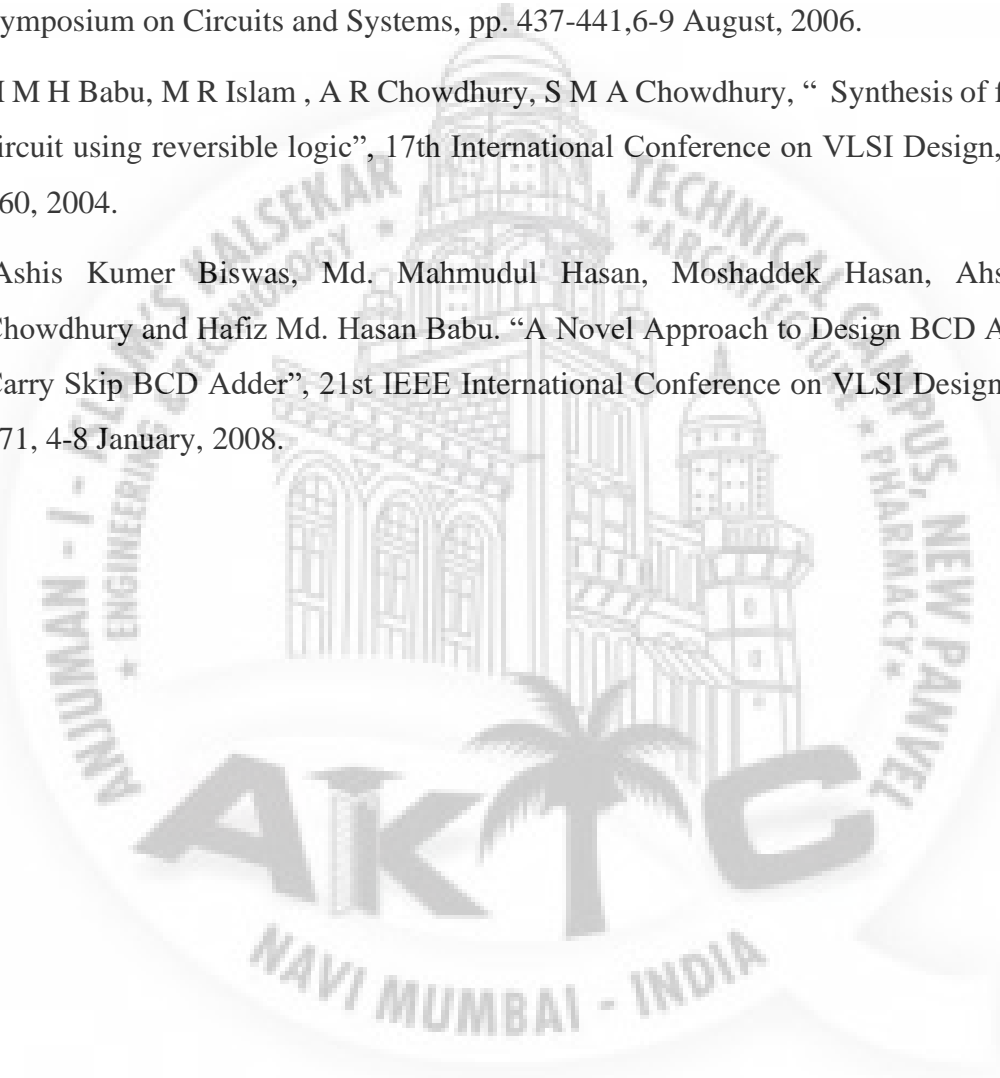 ymposium on Circuits and Systems, pp. 437-441,6-9 August, 2006.
M H Babu, M R Islam , A R Chowdhury, S M A Chowdhury, “ Synthesis of f
ircuit using reversible logic”, 17th International Conference on VLSI Design,
60, 2004.
Ashis Kumer Biswas, Md. Mahmudul Hasan, Moshaddek Hasan, Ahs
Chowdhury and Hafiz Md. Hasan Babu. “A Novel Approach to Design BCD A
Carry Skip BCD Adder”, 21st IEEE International Conference on VLSI Design
71, 4-8 January, 2008.
ANJUMAN - I - ISLAM'S KALSEKAR TECHNICAL CAMPUS, NEW PANVEL
* ENGINEERING & TECHNOLOGY * *ARCHITECTURE * PHARMACY*
AKTC
NAVI MUMBAI - INDIA